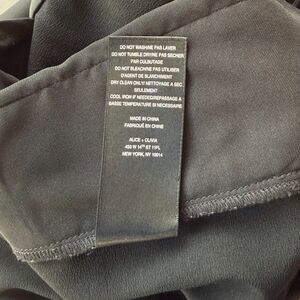 DO NOT WASH/NE PAS LAVER
DO NOT TUMBLE DRY/NE PAS SECHER
PAR CULBUTAGE
DO NOT BLEACH/NE PAS UTILISER
D'AGENT DE BLANCHIMENT
DRY CLEAN ONLY/NETTOYAGE A SEC
SEULEMENT
COOL IRON IF NEEDED/REPASSAGE A
BASSE TEMPERATURE SI NECESSAIRE
MADE IN CHINA
FABRIQUÉ EN CHINE
ALICE + OLIVIA
450 W 14TH ST 11FL
NEW YORK, NY 10014